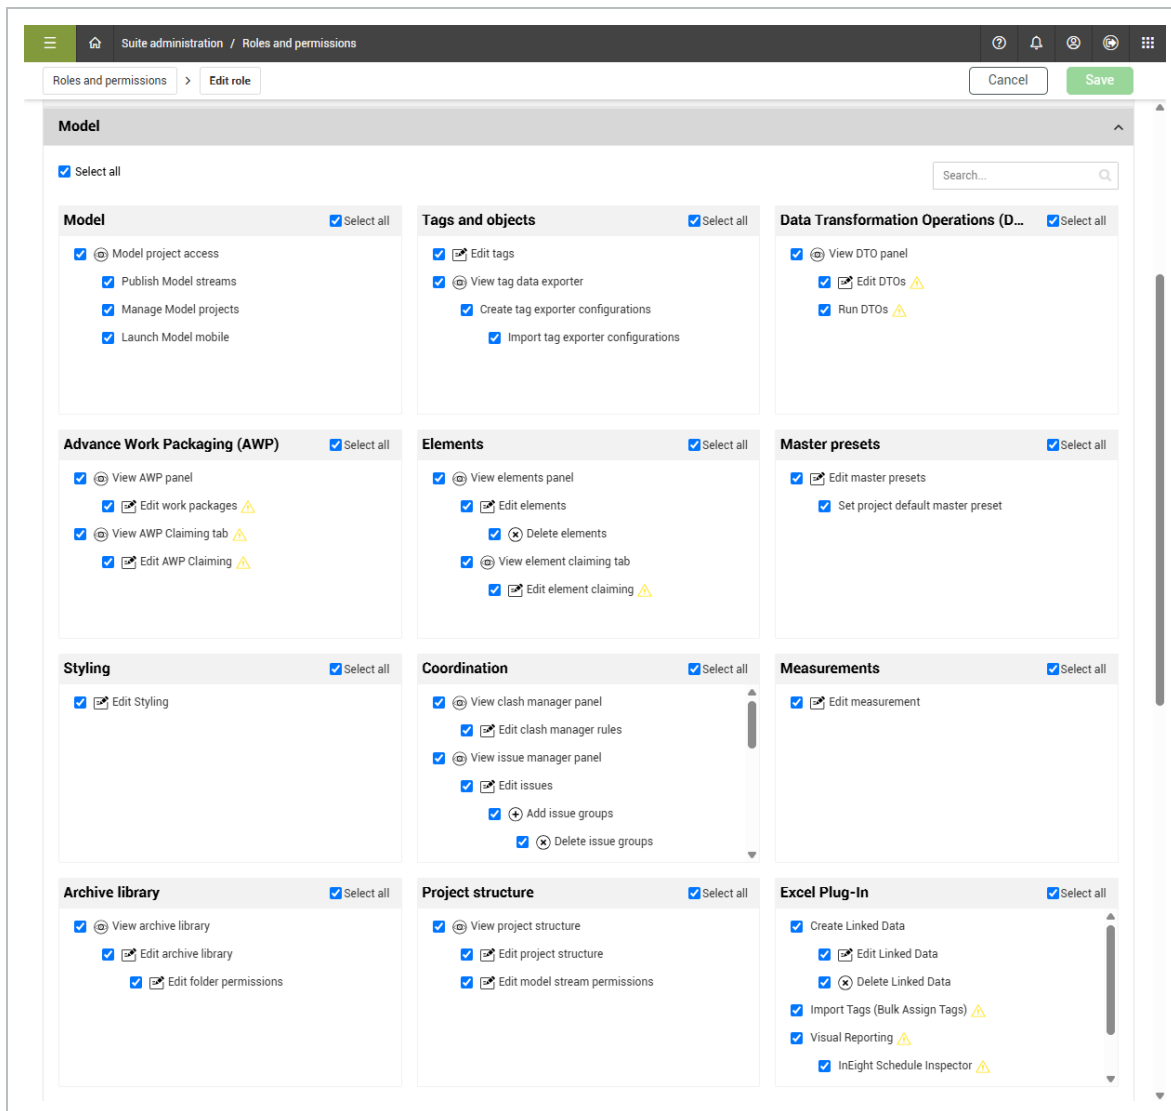 Suite administration / Roles and permissions
Roles and permissions > Edit role
Cancel
Save
Model
Select all
Search...
Model
Select all
Model project access
Publish Model streams
Manage Model projects
Launch Model mobile
Tags and objects
Select all
Edit tags
View tag data exporter
Create tag exporter configurations
Import tag exporter configurations
Data Transformation Operations (D...
Select all
View DTO panel
Edit DTOs
Run DTOs
Advance Work Packaging (AWP)
Select all
View AWP panel
Edit work packages
View AWP Claiming tab
Edit AWP Claiming
Elements
Select all
View elements panel
Edit elements
Delete elements
View element claiming tab
Edit element claiming
Master presets
Select all
Edit master presets
Set project default master preset
Styling
Select all
Edit Styling
Coordination
Select all
View clash manager panel
Edit clash manager rules
View issue manager panel
Edit issues
Add issue groups
Delete issue groups
Measurements
Select all
Edit measurement
Archive library
Select all
View archive library
Edit archive library
Edit folder permissions
Project structure
Select all
View project structure
Edit project structure
Edit model stream permissions
Excel Plug-In
Select all
Create Linked Data
Edit Linked Data
Delete Linked Data
Import Tags (Bulk Assign Tags)
Visual Reporting
InEight Schedule Inspector